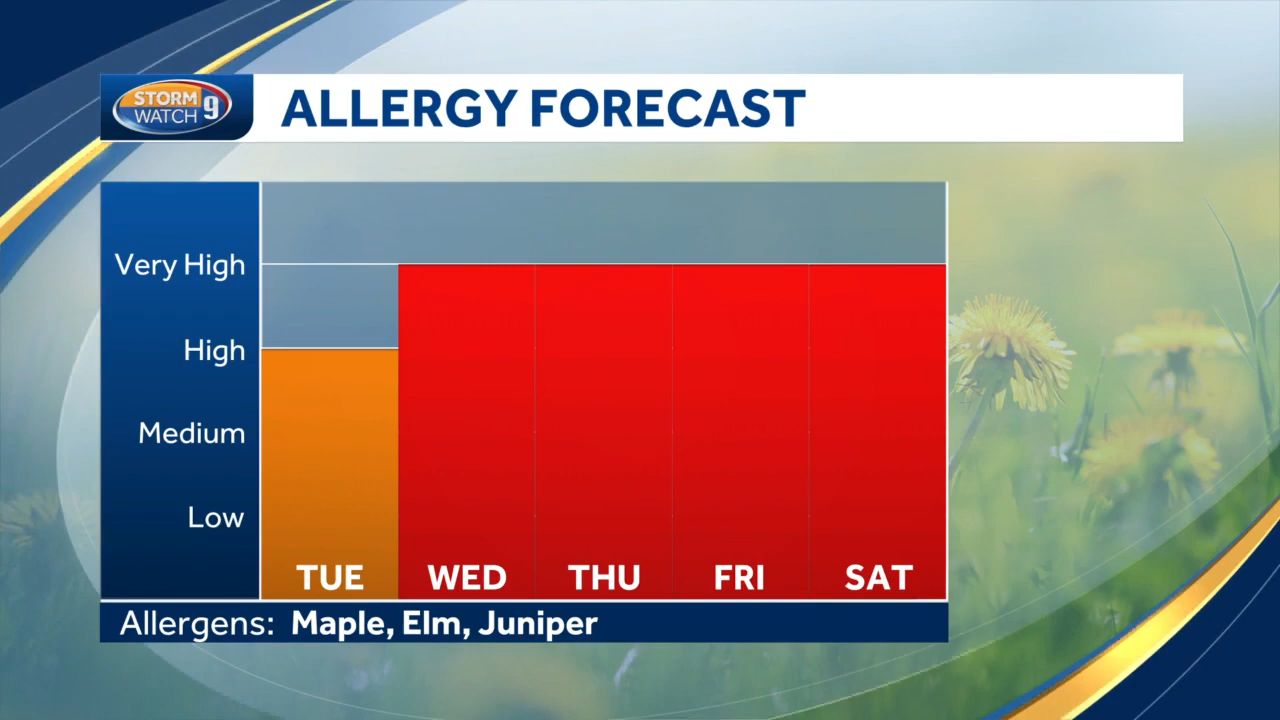 STORM
WATCH 9
ALLERGY FORECAST
Very High
High
Medium
Low
TUE WED THU FRI SAT
Allergens: Maple, Elm, Juniper